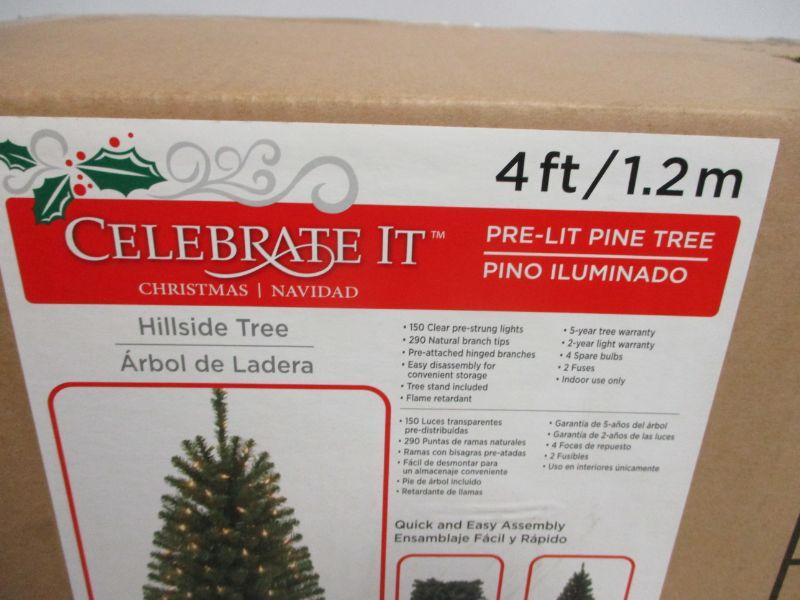 4 ft/1.2 m
CELEBRATE IT™
CHRISTMAS | NAVIDAD
PRE-LIT PINE TREE
PINO ILUMINADO
Hillside Tree
Árbol de Ladera
• 150 Clear pre-strung lights
• 290 Natural branch tips
• Pre-attached hinged branches
• Easy disassembly for
convenient storage
• Tree stand included
• Flame retardant
• 5-year tree warranty
• 2-year light warranty
• 4 Spare bulbs
• 2 Fuses
• Indoor use only
• 150 Luces transparentes
pre-distribuidas
• 290 Puntas de ramas naturales
• Ramas con bisagras pre-atadas
• Fácil de desmontar para
un almacenaje conveniente
• Pie de árbol incluido
• Retardante de llamas
• Garantía de 5-años del árbol
• Garantía de 2-años de las luces
• 4 Focos de repuesto
• 2 Fusibles
• Uso en interiores únicamente
Quick and Easy Assembly
Ensamblaje Fácil y Rápido